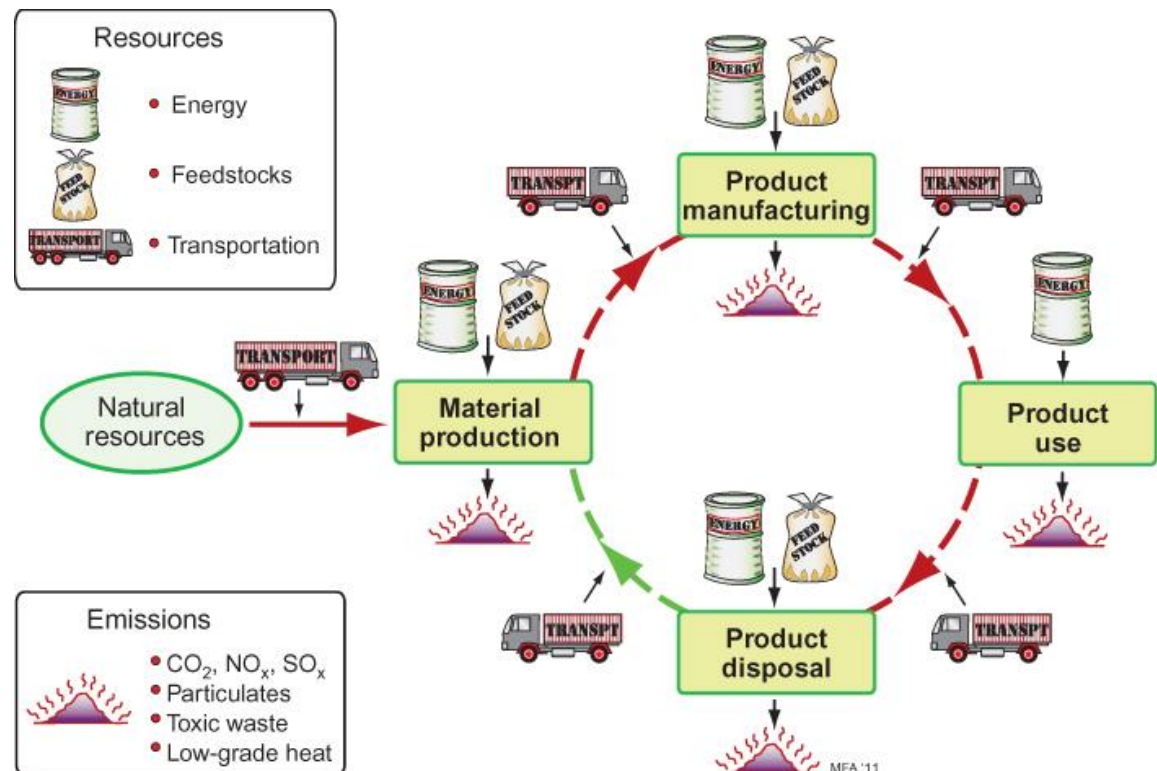 Resources
ENERGY
• Energy
FEED
STOCK
• Feedstocks
TRANSPORT
• Transportation
ENERGY
FEED
STOCK
TRANSPT
Product
manufacturing
TRANSPT
ENERGY
FEED
STOCK
ENERGY
TRANSPORT
Natural
resources
Material
production
Product
use
ENERGY
FEED
STOCK
TRANSPT
Product
disposal
TRANSPT
Emissions
• CO₂, NOₓ, SOₓ
• Particulates
• Toxic waste
• Low-grade heat
MFA '11